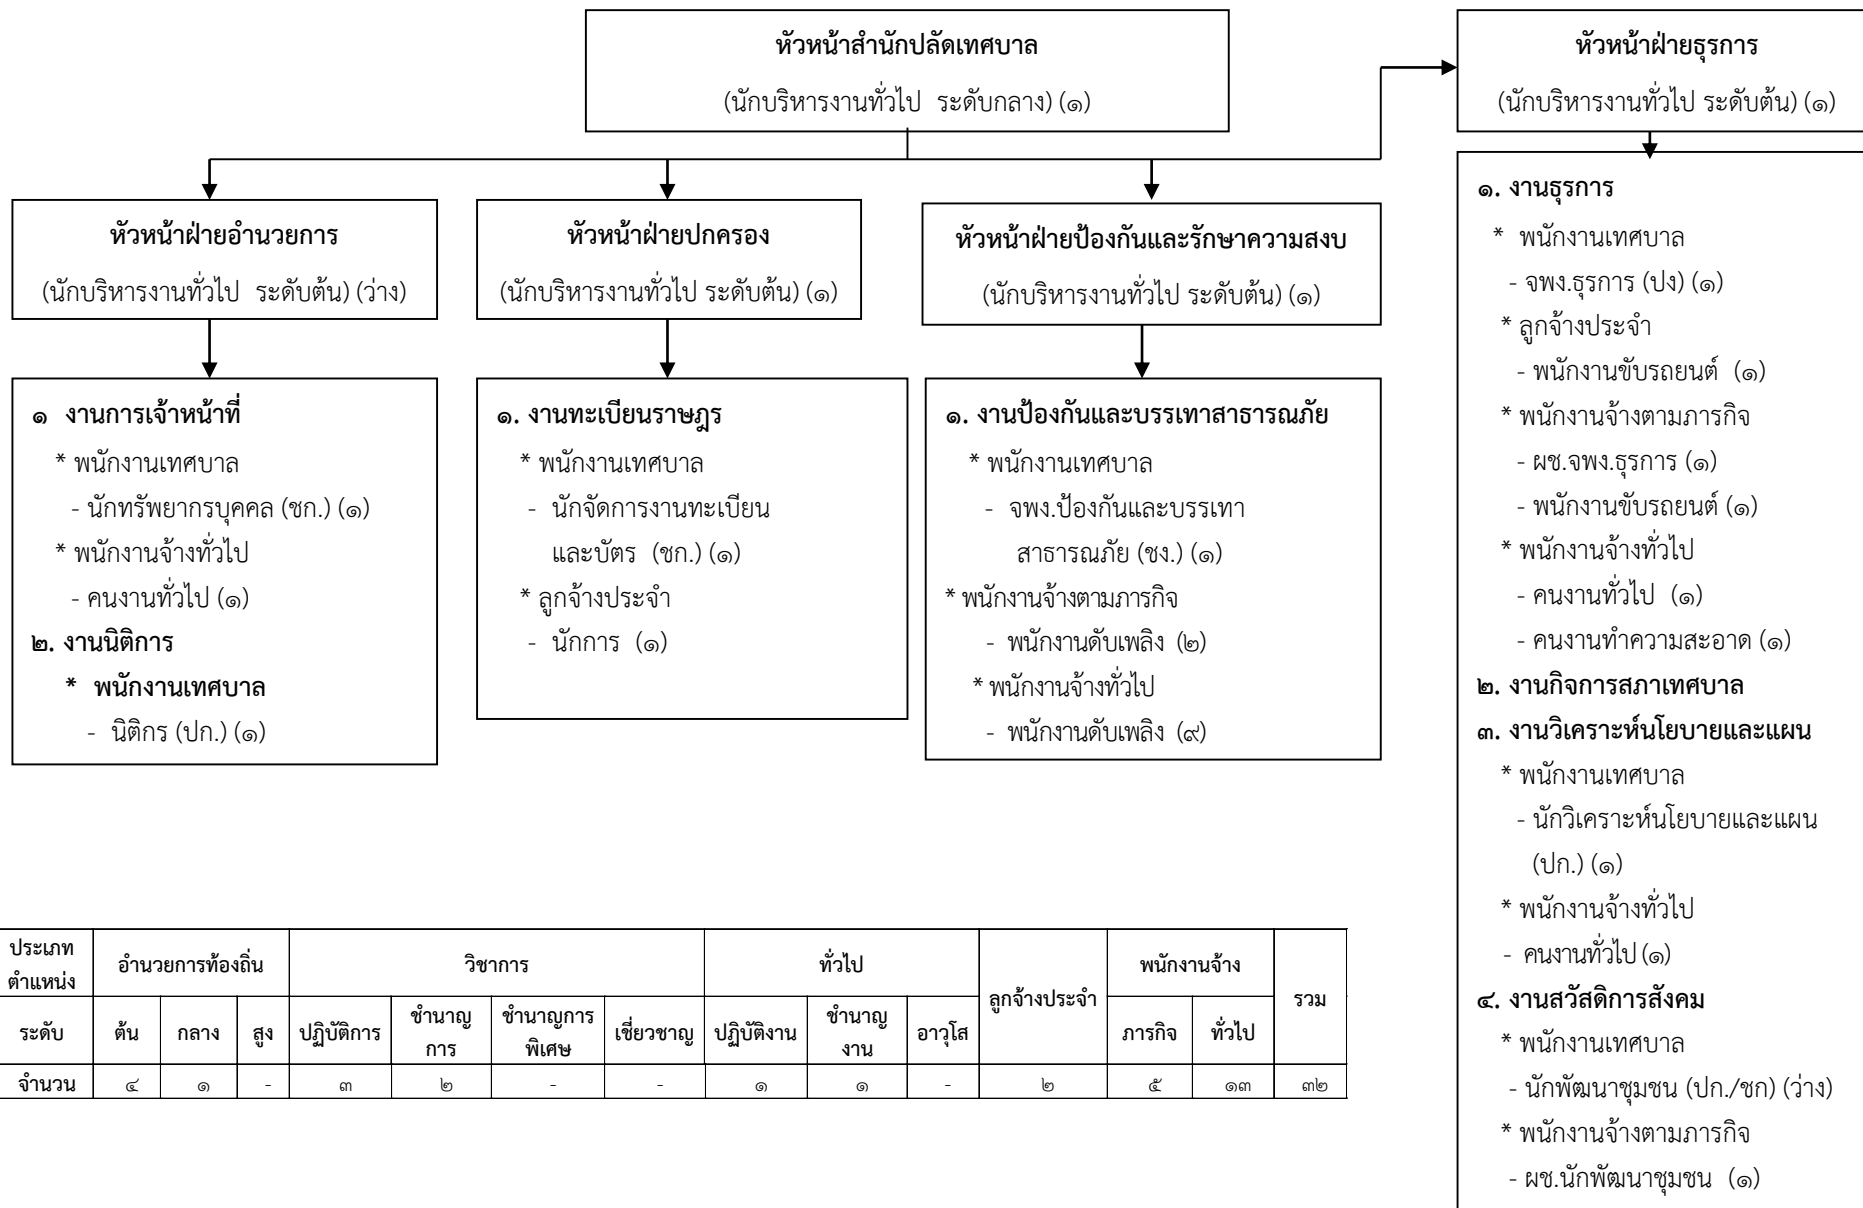 หัวหน้าสำนักปลัดเทศบาล
(นักบริหารงานทั่วไป ระดับกลาง) (๑)
หัวหน้าฝ่ายธุรการ
(นักบริหารงานทั่วไป ระดับต้น) (๑)
หัวหน้าฝ่ายอำนวยการ
(นักบริหารงานทั่วไป ระดับต้น) (ว่าง)
หัวหน้าฝ่ายปกครอง
(นักบริหารงานทั่วไป ระดับต้น) (๑)
หัวหน้าฝ่ายป้องกันและรักษาความสงบ
(นักบริหารงานทั่วไป ระดับต้น) (๑)
๑ งานการเจ้าหน้าที่
* พนักงานเทศบาล
- นักทรัพยากรบุคคล (ชก.) (๑)
* พนักงานจ้างทั่วไป
- คนงานทั่วไป (๑)
๒. งานนิติการ
* พนักงานเทศบาล
- นิติกร (ปก.) (๑)
๑. งานทะเบียนราษฎร
* พนักงานเทศบาล
- นักจัดการงานทะเบียน
และบัตร (ชก.) (๑)
* ลูกจ้างประจำ
- นักการ (๑)
๑. งานป้องกันและบรรเทาสาธารณภัย
* พนักงานเทศบาล
- จพง.ป้องกันและบรรเทา
สาธารณภัย (ชง.) (๑)
* พนักงานจ้างตามภารกิจ
- พนักงานดับเพลิง (๒)
* พนักงานจ้างทั่วไป
- พนักงานดับเพลิง (๙)
๑. งานธุรการ
* พนักงานเทศบาล
- จพง.ธุรการ (ปง) (๑)
* ลูกจ้างประจำ
- พนักงานขับรถยนต์ (๑)
* พนักงานจ้างตามภารกิจ
- ผช.จพง.ธุรการ (๑)
- พนักงานขับรถยนต์ (๑)
* พนักงานจ้างทั่วไป
- คนงานทั่วไป (๑)
- คนงานทำความสะอาด (๑)
๒. งานกิจการสภาเทศบาล
๓. งานวิเคราะห์นโยบายและแผน
* พนักงานเทศบาล
- นักวิเคราะห์นโยบายและแผน
(ปก.) (๑)
* พนักงานจ้างทั่วไป
- คนงานทั่วไป (๑)
๔. งานสวัสดิการสังคม
* พนักงานเทศบาล
- นักพัฒนาชุมชน (ปก./ชก) (ว่าง)
* พนักงานจ้างตามภารกิจ
- ผช.นักพัฒนาชุมชน (๑)
ประเภทตำแหน่ง อำนวยการท้องถิ่น วิชาการ ทั่วไป ลูกจ้างประจำ พนักงานจ้าง รวม
ระดับ ต้น กลาง สูง ปฏิบัติการ ชำนาญการ ชำนาญการพิเศษ เชี่ยวชาญ ปฏิบัติงาน ชำนาญงาน อาวุโส ภารกิจ ทั่วไป
จำนวน ๔ ๑ - ๓ ๒ - - ๑ ๑ - ๒ ๕ ๑๓ ๓๒